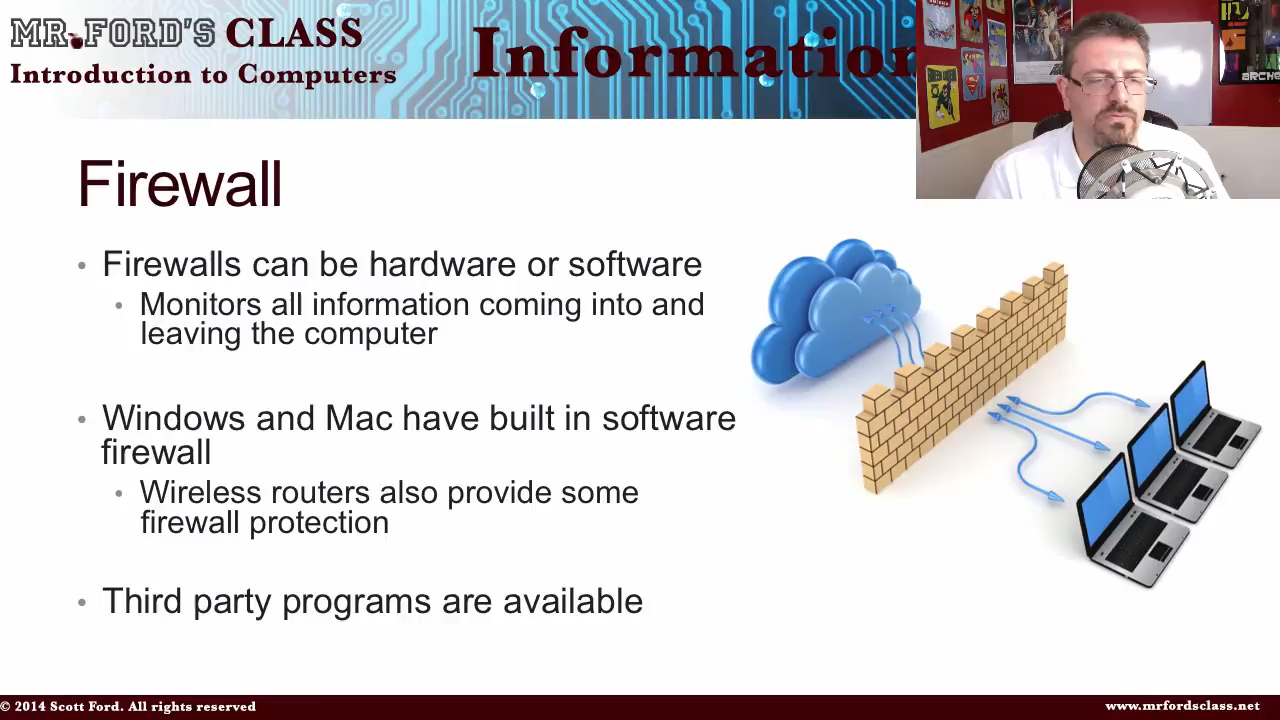 MR. FORD'S CLASS
Introduction to Computers
Information
Firewall
• Firewalls can be hardware or software
• Monitors all information coming into and
leaving the computer
• Windows and Mac have built in software
firewall
• Wireless routers also provide some
firewall protection
• Third party programs are available
© 2014 Scott Ford. All rights reserved
www.mrfordsclass.net